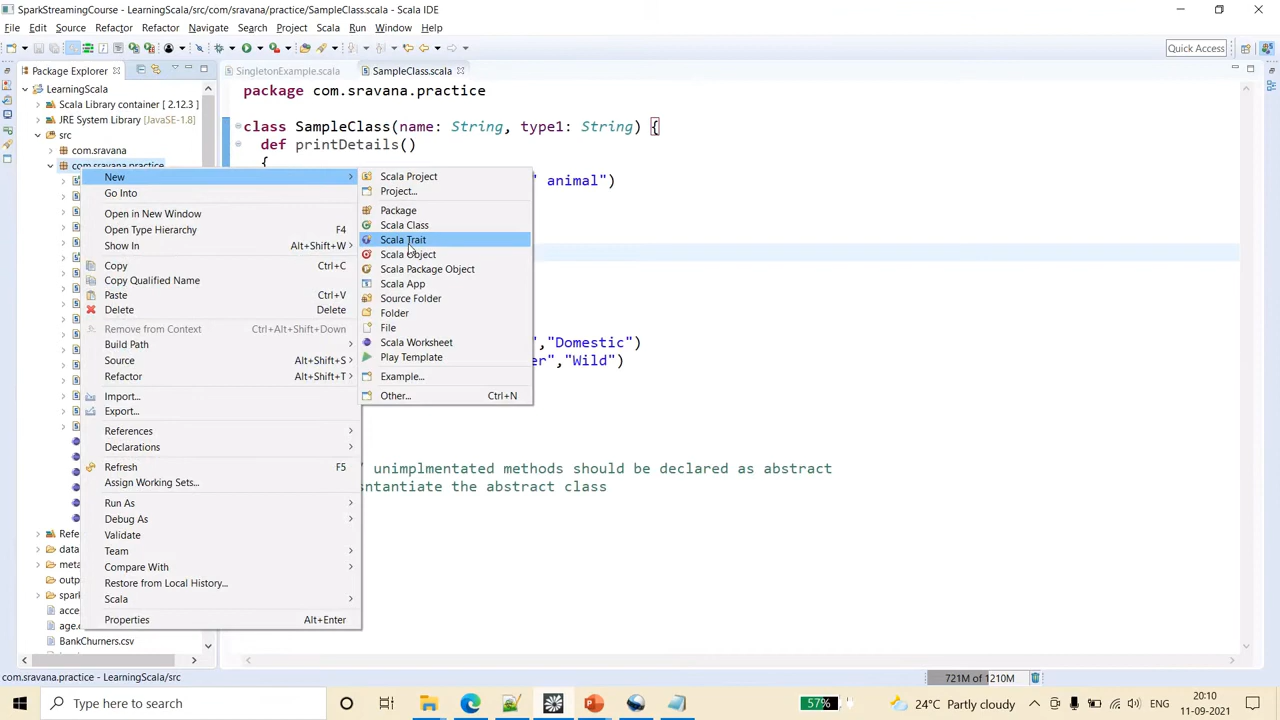 SparkStreamingCourse - LearningScala/src/com/sravana/practice/SampleClass.scala - Scala IDE
File Edit Source Refactor Refactor Navigate Search Project Scala Run Window Help
Quick Access
Package Explorer
SingletonExample.scala
SampleClass.scala
LearningScala
Scala Library container [ 2.12.3 ]
JRE System Library [JavaSE-1.8]
src
com.sravana
com.sravana.practice
package com.sravana.practice
class SampleClass(name: String, type1: String) {
def printDetails()
{
" animal")
","Domestic")
er","Wild")
unimplmentated methods should be declared as abstract
sntantiate the abstract class
New
Go Into
Open in New Window
Open Type Hierarchy F4
Show In Alt+Shift+W
Copy Ctrl+C
Copy Qualified Name
Paste Ctrl+V
Delete Delete
Remove from Context Ctrl+Alt+Shift+Down
Build Path
Source Alt+Shift+S
Refactor Alt+Shift+T
Import...
Export...
References
Declarations
Refresh F5
Assign Working Sets...
Run As
Debug As
Validate
Team
Compare With
Restore from Local History...
Scala
Properties Alt+Enter
Scala Project
Project...
Package
Scala Class
Scala Trait
Scala Object
Scala Package Object
Scala App
Source Folder
Folder
File
Scala Worksheet
Play Template
Example...
Other... Ctrl+N
Refe
data
meta
outp
spark
acce
age.c
BankChurners.csv
com.sravana.practice - LearningScala/src
721M of 1210M
Type here to search
57%
24°C Partly cloudy
ENG
20:10
11-09-2021